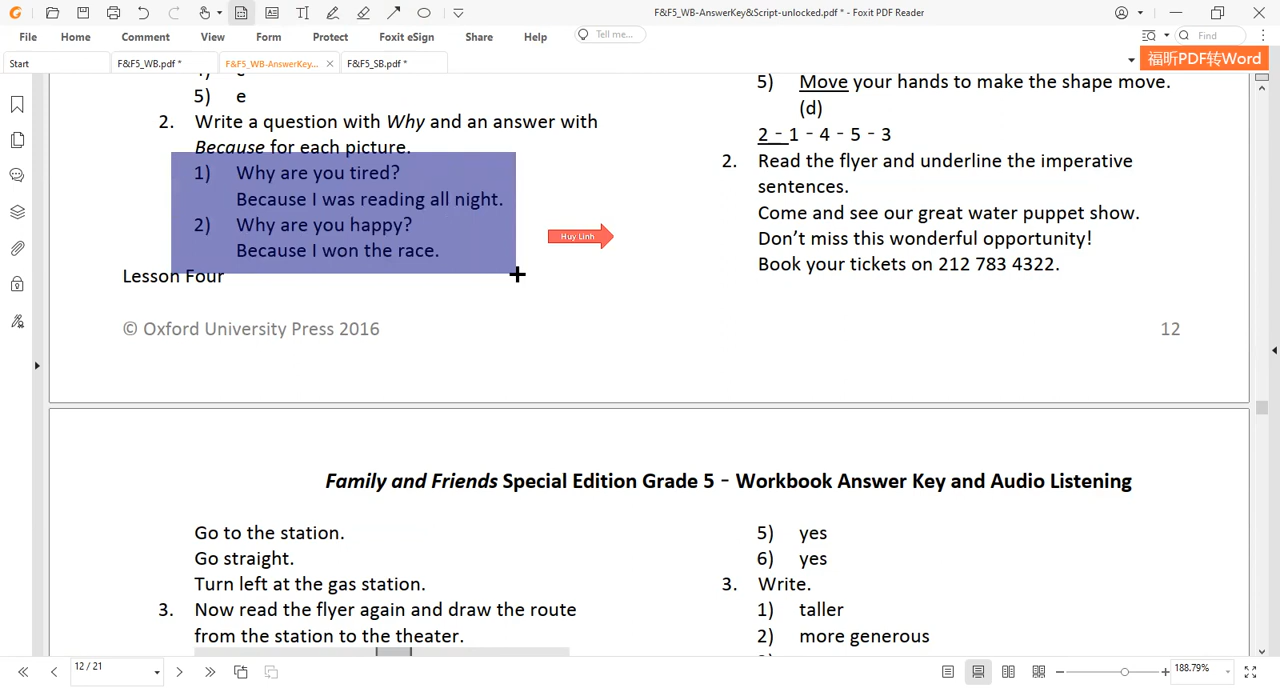 F&F5_WB-AnswerKey&Script-unlocked.pdf * - Foxit PDF Reader
File Home Comment View Form Protect Foxit eSign Share Help Tell me... Find
Start F&F5_WB.pdf * F&F5_WB-AnswerKey... F&F5_SB.pdf *
福昕PDF转Word
5) e
2. Write a question with Why and an answer with
Because for each picture.
1) Why are you tired?
Because I was reading all night.
2) Why are you happy?
Because I won the race.
Lesson Four
Huy Linh
5) Move your hands to make the shape move.
(d)
2 - 1 - 4 - 5 - 3
2. Read the flyer and underline the imperative
sentences.
Come and see our great water puppet show.
Don't miss this wonderful opportunity!
Book your tickets on 212 783 4322.
© Oxford University Press 2016 12
Family and Friends Special Edition Grade 5 - Workbook Answer Key and Audio Listening
Go to the station.
Go straight.
Turn left at the gas station.
3. Now read the flyer again and draw the route
from the station to the theater.
5) yes
6) yes
3. Write.
1) taller
2) more generous
12 / 21
188.79%